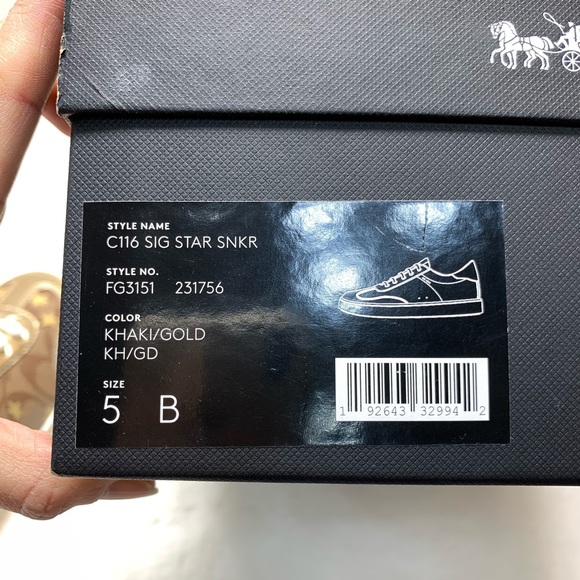 STYLE NAME
C116 SIG STAR SNKR
STYLE NO.
FG3151 231756
COLOR
KHAKI/GOLD
KH/GD
SIZE
5 B
1 92643 32994 2